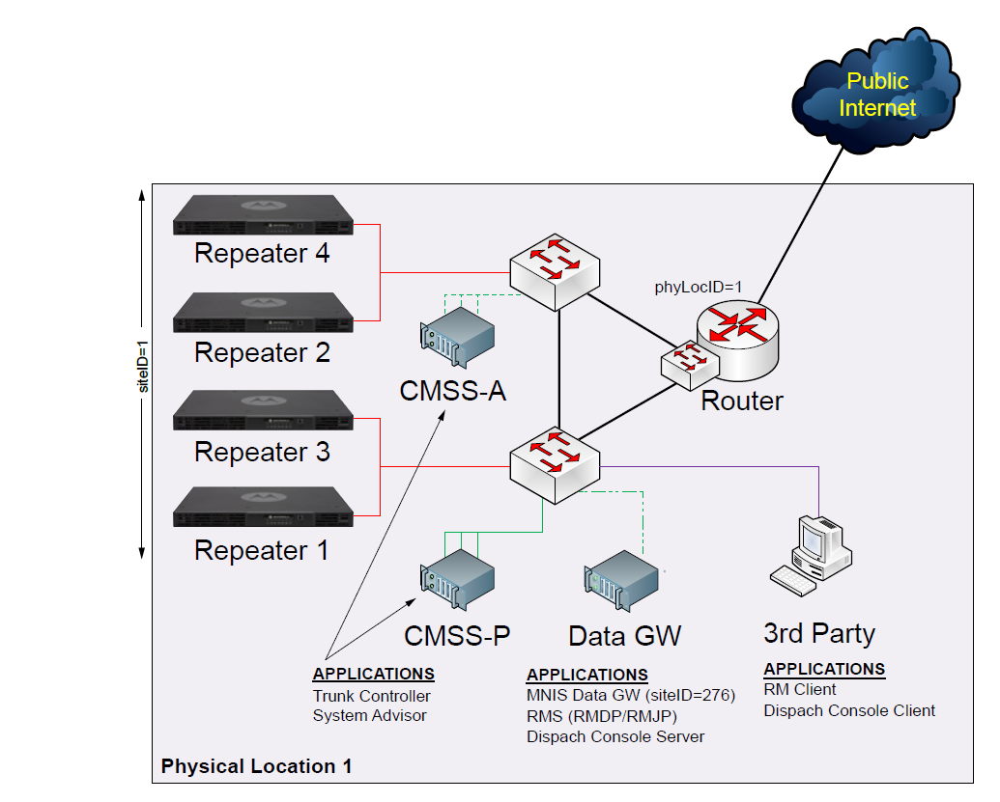 Public
Internet
Repeater 4
phyLocID=1
Repeater 2
siteID=1
CMSS-A
Router
Repeater 3
Repeater 1
CMSS-P
Data GW
3rd Party
APPLICATIONS
Trunk Controller
System Advisor
APPLICATIONS
MNIS Data GW (siteID=276)
RMS (RMDP/RMJP)
Dispach Console Server
APPLICATIONS
RM Client
Dispach Console Client
Physical Location 1